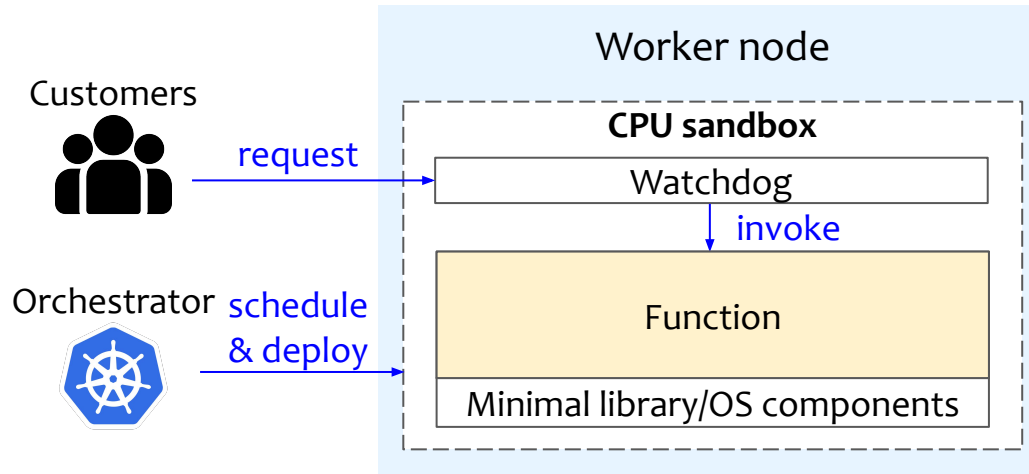 Worker node
Customers
CPU sandbox
request
Watchdog
invoke
Orchestrator
schedule
& deploy
Function
Minimal library/OS components